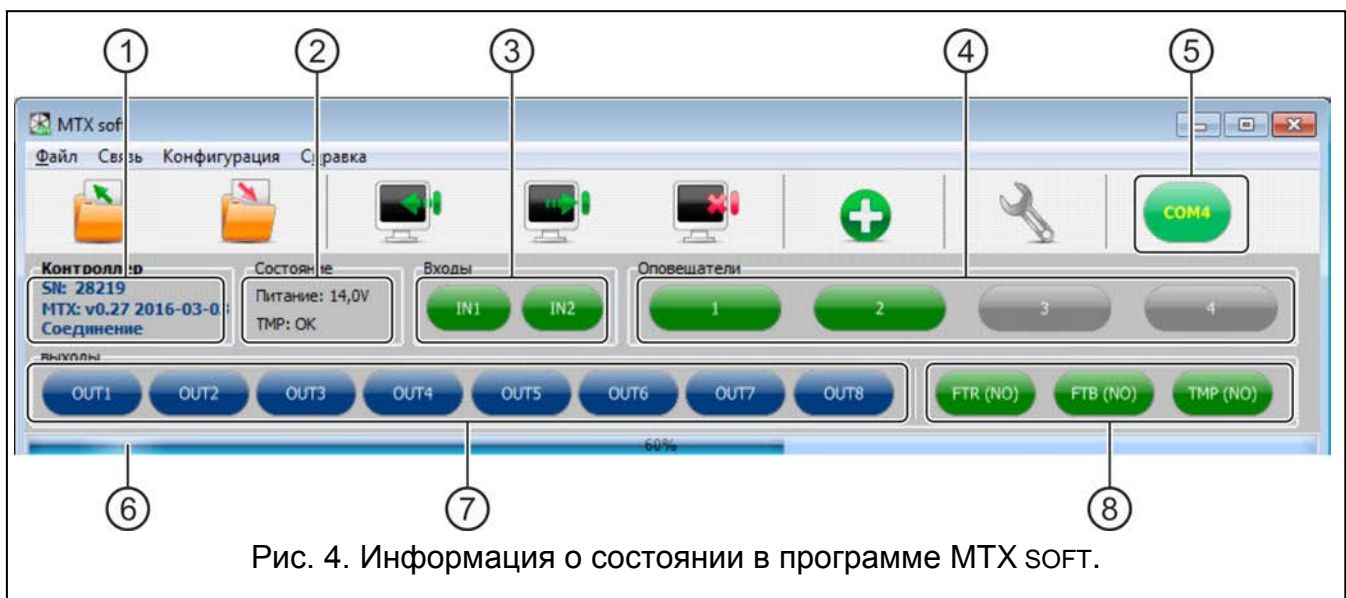 1 2 3 4 5
MTX soft
Файл Связь Конфигурация Справка
COM4
Контроллер Состояние Входы Оповещатели
SN: 28219
MTX: v0.27 2016-03-03
Соединение
Питание: 14,0V
TMP: OK
IN1 IN2
1 2 3 4
выходы
OUT1 OUT2 OUT3 OUT4 OUT5 OUT6 OUT7 OUT8 FTR (NO) FTB (NO) TMP (NO)
60%
6 7 8
Рис. 4. Информация о состоянии в программе MTX SOFT.